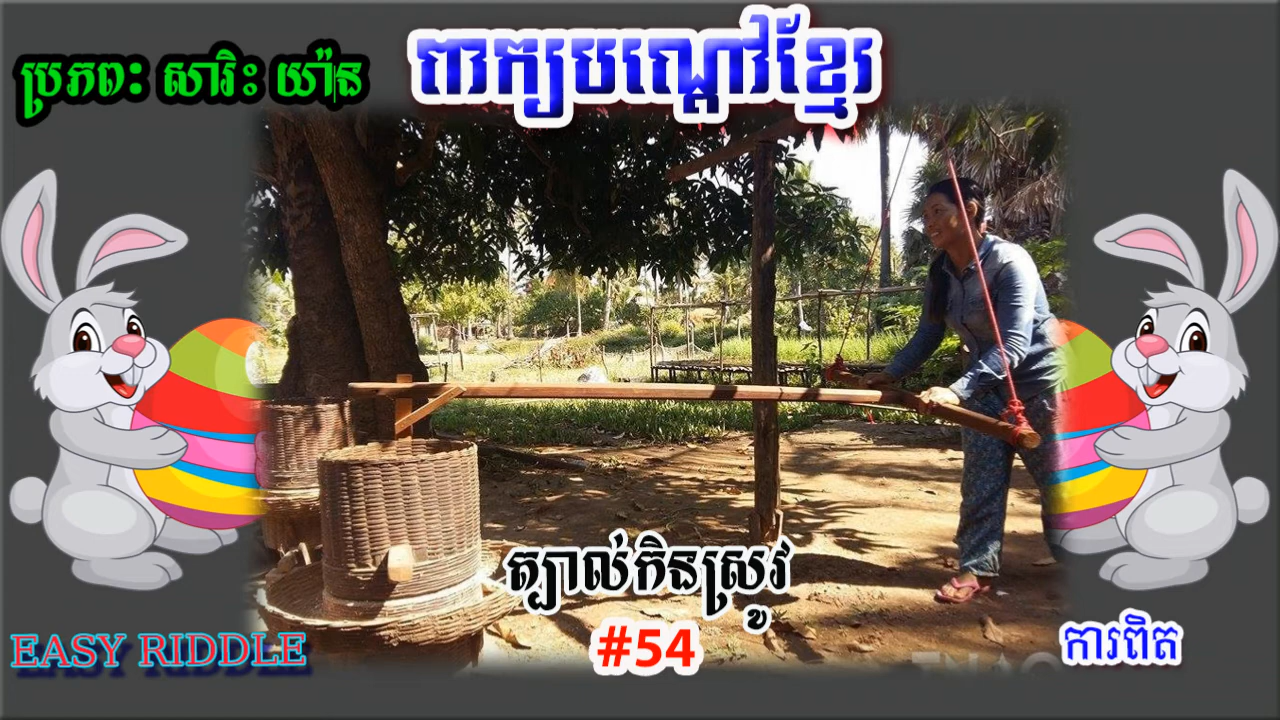 ពាក្យបណ្ដៅខ្មែរ
ប្រភពៈ សារិះ យ៉ាន
ត្បាល់កិនស្រូវ
#54
EASY RIDDLE
ការពិត